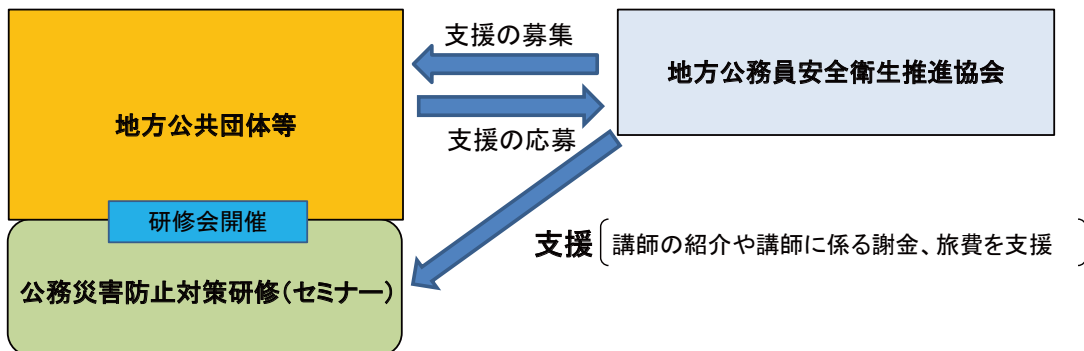 支援の募集
地方公務員安全衛生推進協会
地方公共団体等
支援の応募
研修会開催
支援 講師の紹介や講師に係る謝金、旅費を支援
公務災害防止対策研修(セミナー)